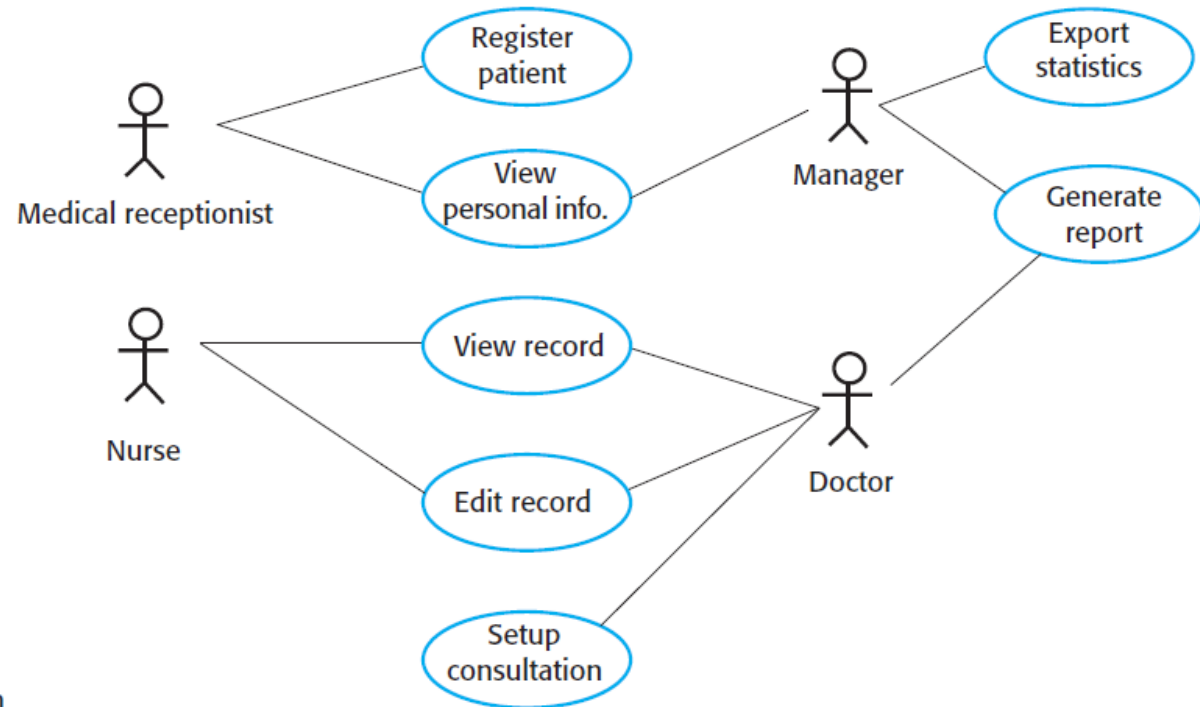 Register
patient
Export
statistics
View
personal info.
Manager
Medical receptionist
Generate
report
View record
Nurse
Edit record
Doctor
Setup
consultation